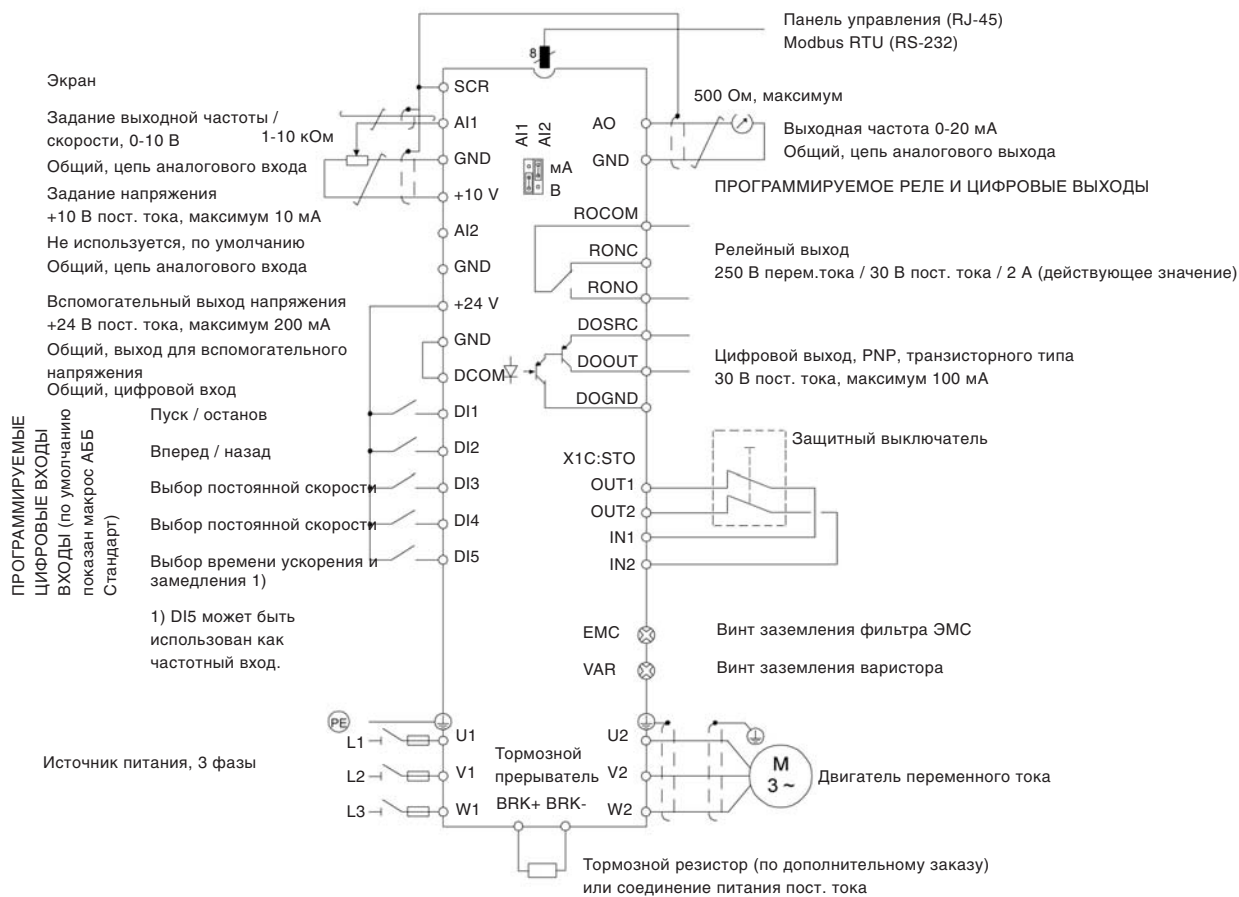 Панель управления (RJ-45)
Modbus RTU (RS-232)
8
Экран
SCR
500 Ом, максимум
Задание выходной частоты /
скорости, 0-10 В
1-10 кОм
AI1
AI1
AI2
AO
Выходная частота 0-20 мА
Общий, цепь аналогового входа
GND
мА
В
GND
Общий, цепь аналогового выхода
Задание напряжения
+10 В пост. тока, максимум 10 мА
+10 V
ПРОГРАММИРУЕМОЕ РЕЛЕ И ЦИФРОВЫЕ ВЫХОДЫ
ROCOM
Не используется, по умолчанию
AI2
RONC
Релейный выход
250 В перем.тока / 30 В пост. тока / 2 А (действующее значение)
Общий, цепь аналогового входа
GND
RONO
Вспомогательный выход напряжения
+24 В пост. тока, максимум 200 мА
+24 V
DOSRC
Общий, выход для вспомогательного
напряжения
GND
DOOUT
Цифровой выход, PNP, транзисторного типа
30 В пост. тока, максимум 100 мА
Общий, цифровой вход
DCOM
DOGND
ПРОГРАММИРУЕМЫЕ
ЦИФРОВЫЕ ВХОДЫ
ВХОДЫ (по умолчанию
показан макрос АББ
Стандарт)
Пуск / останов
DI1
Вперед / назад
DI2
Выбор постоянной скорости
DI3
Выбор постоянной скорости
DI4
Выбор времени ускорения и
замедления 1)
DI5
1) DI5 может быть
использован как
частотный вход.
Защитный выключатель
X1C:STO
OUT1
OUT2
IN1
IN2
EMC
Винт заземления фильтра ЭМС
VAR
Винт заземления варистора
PE
Источник питания, 3 фазы
L1
U1
L2
V1
L3
W1
Тормозной
прерыватель
BRK+ BRK-
U2
V2
W2
M
3 ~
Двигатель переменного тока
Тормозной резистор (по дополнительному заказу)
или соединение питания пост. тока